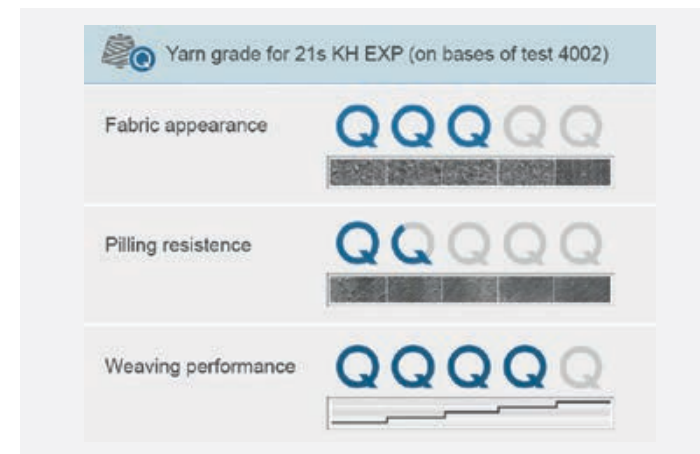 Yarn grade for 21s KH EXP (on bases of test 4002)
Fabric appearance
Pilling resistence
Weaving performance